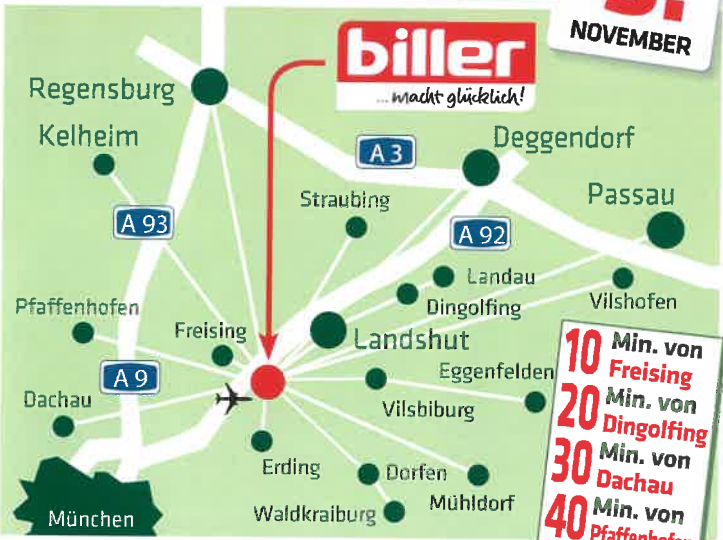 NOVEMBER
biller
... macht glücklich!
Regensburg
Kelheim
A 3
Deggendorf
Straubing
Passau
A 93
A 92
Landau
Dingolfing
Vilshofen
Pfaffenhofen
Freising
Landshut
A 9
Eggenfelden
Dachau
Vilsbiburg
Erding
Dorfen
Mühldorf
Waldkraiburg
München
10 Min. von
Freising
20 Min. von
Dingolfing
30 Min. von
Dachau
40 Min. von